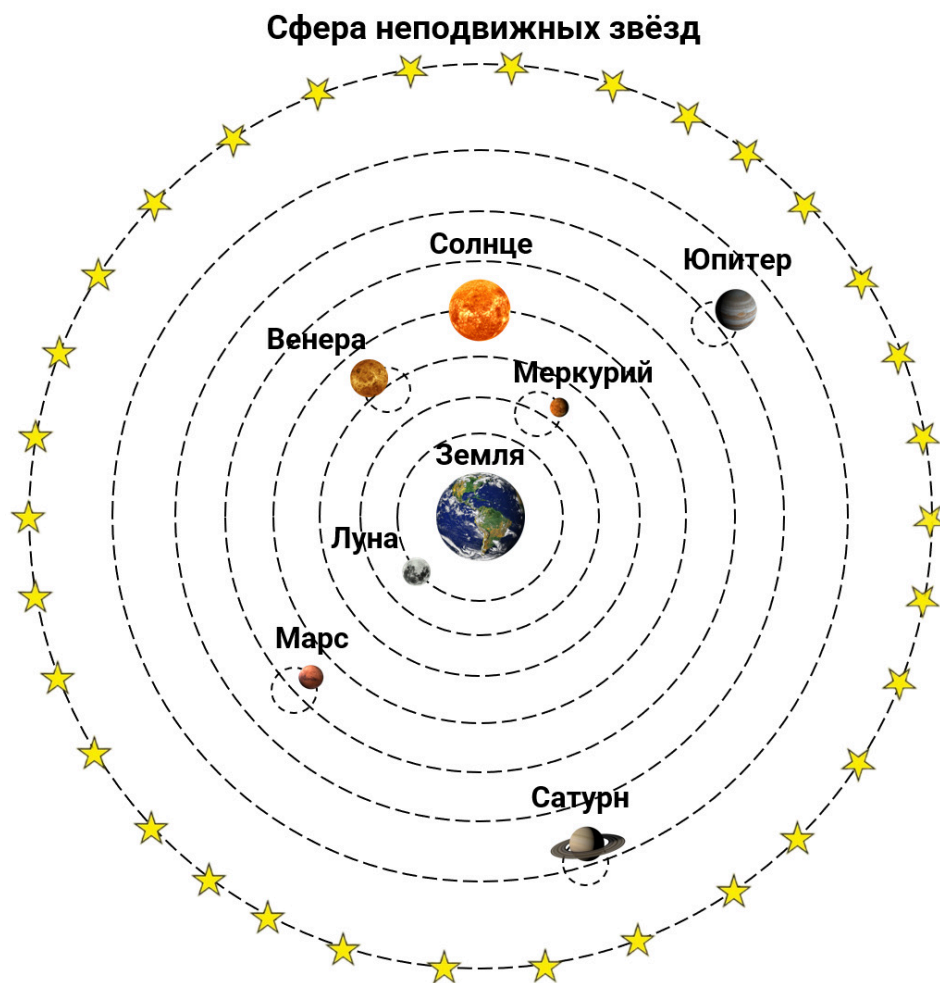 Сфера неподвижных звёзд
Солнце
Юпитер
Венера
Меркурий
Земля
Луна
Марс
Сатурн